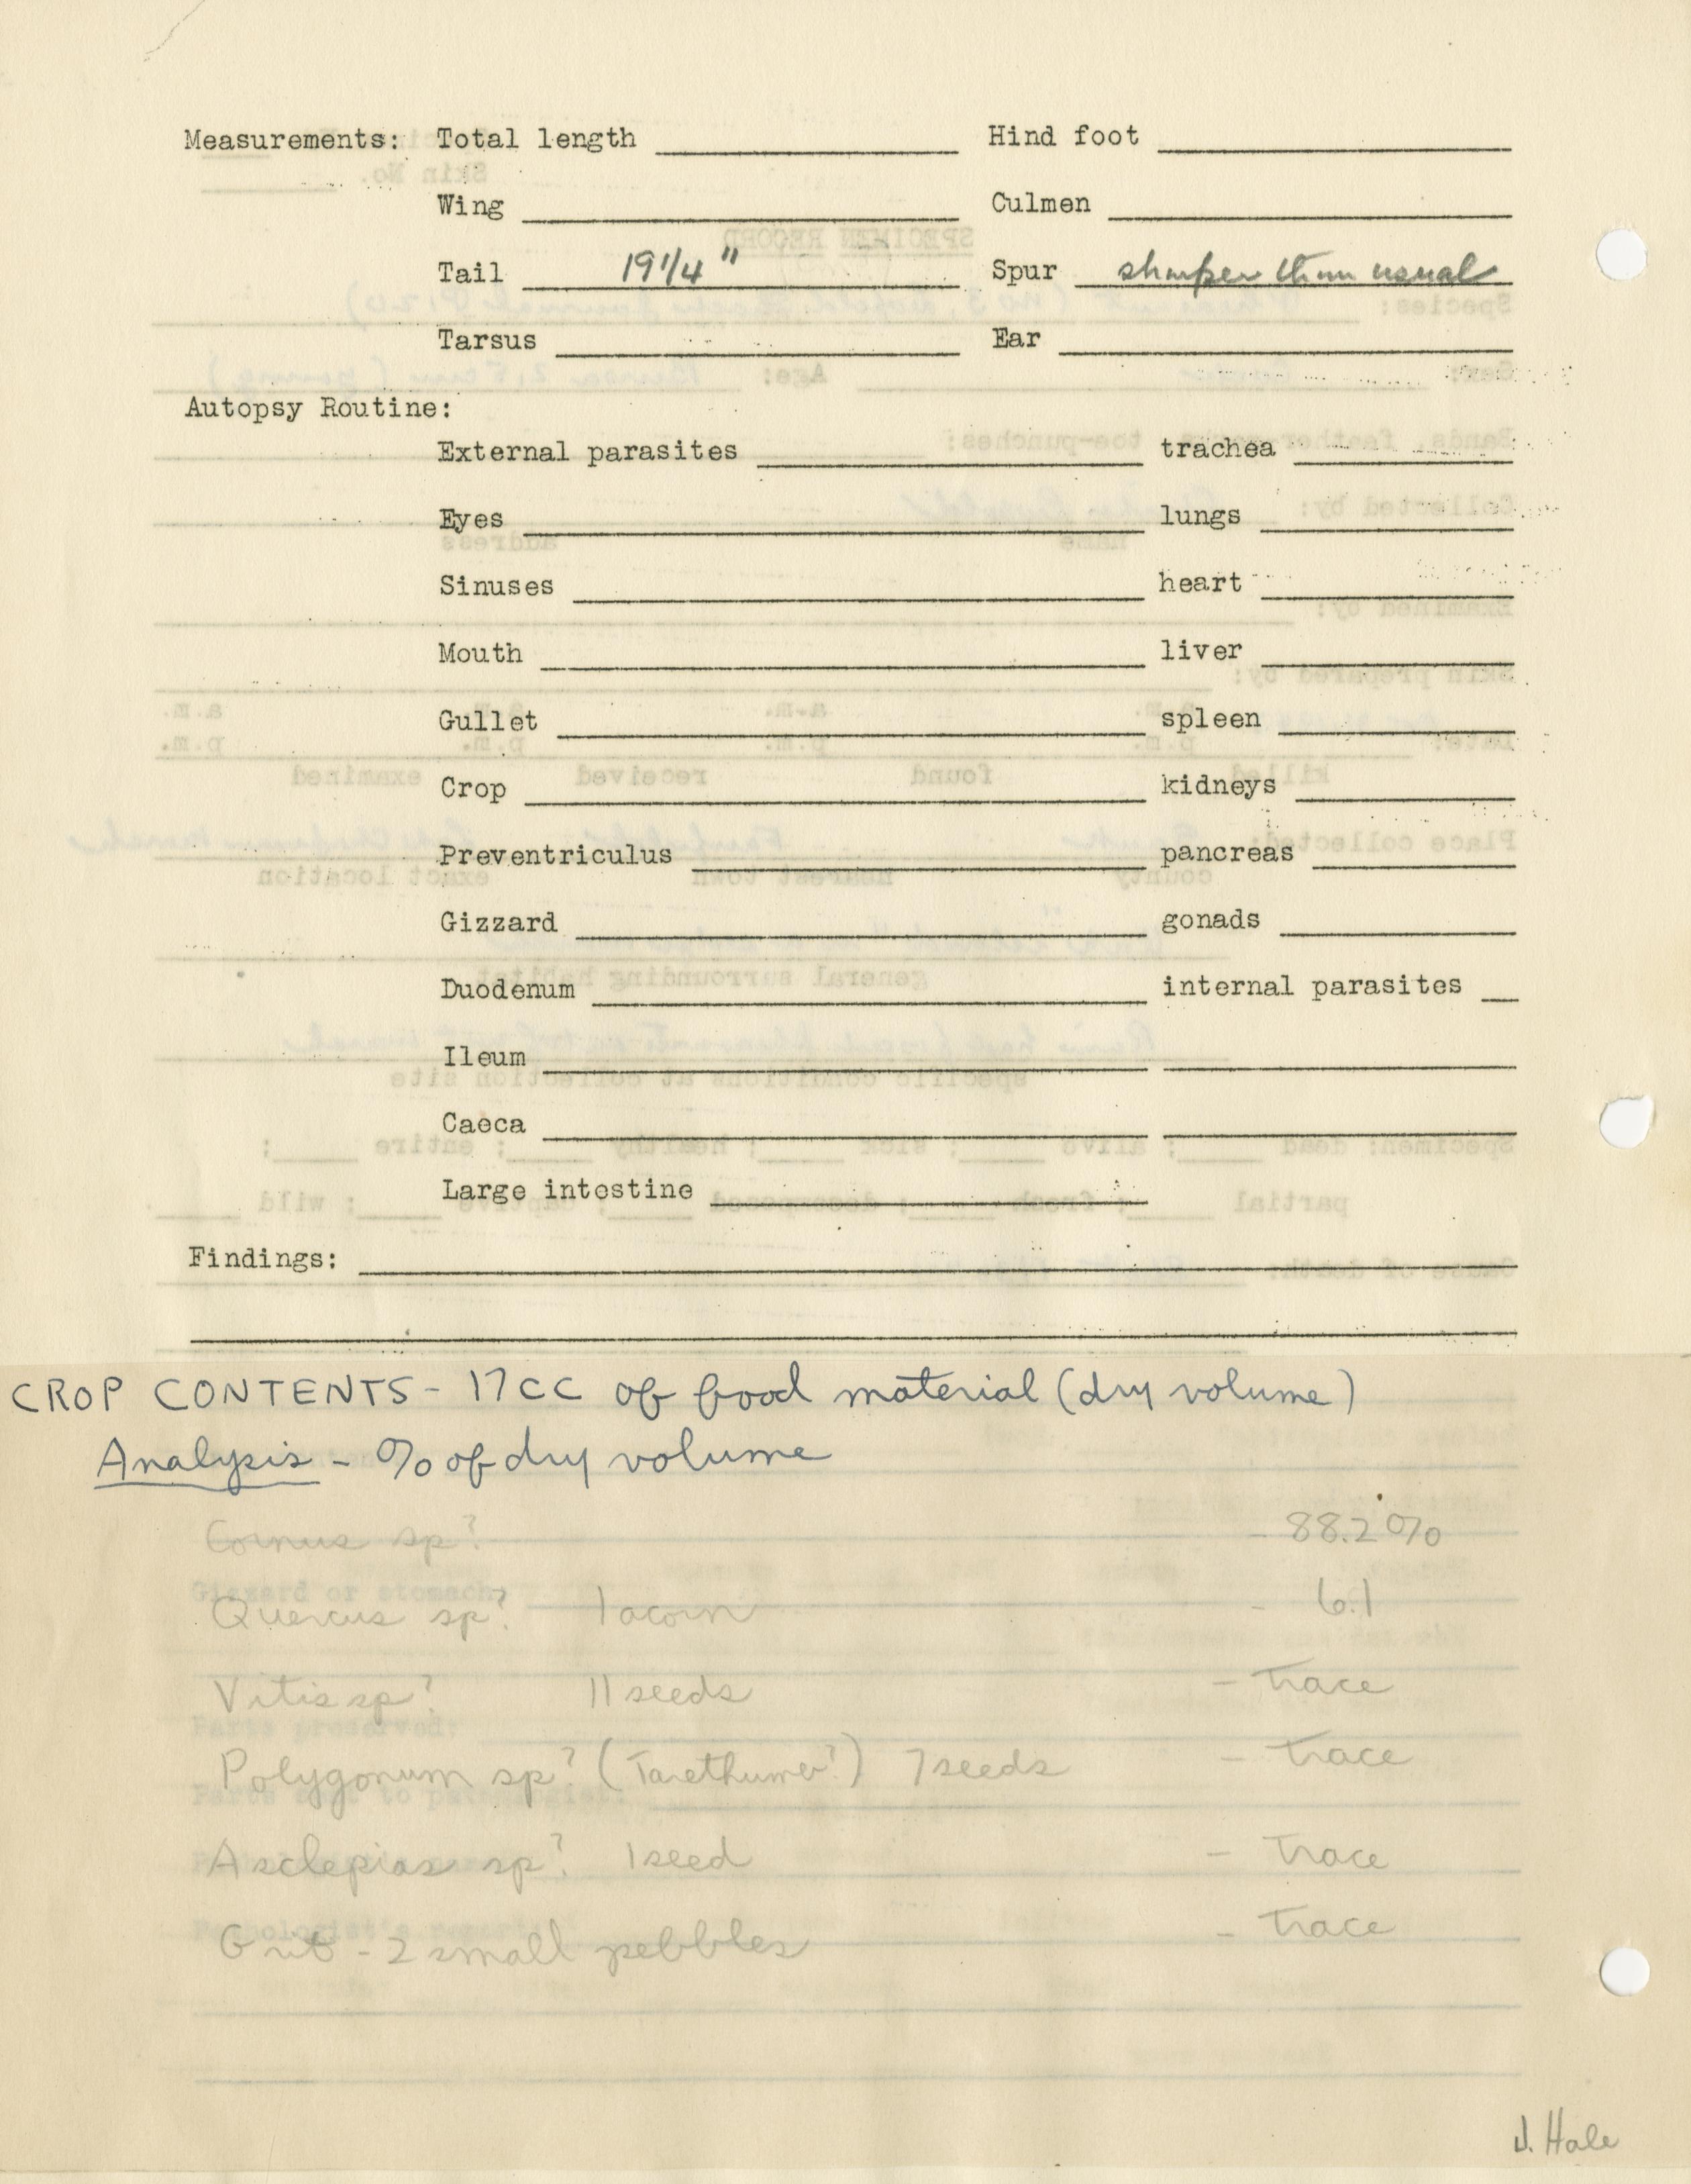 Measurements: Total length Hind foot
Wing Culmen
Tail 19 1/4" Spur sharper than usual
Tarsus Ear
Autopsy Routine:
External parasites trachea
Eyes lungs
Sinuses heart
Mouth liver
Gullet spleen
Crop kidneys
Preventriculus pancreas
Gizzard gonads
Duodenum internal parasites
Ileum
Caeca
Large intestine
Findings:
CROP CONTENTS - 17CC of food material (dry volume)
Analysis - % of dry volume
Cornus sp? - 88.2%
Quercus sp? 1 acorn - 6.1
Vitis sp? 11 seeds - trace
Polygonum sp? 7 seeds - trace
Asclepias sp? 1 seed - trace
Grit - 2 small pebbles - trace
J. Hale